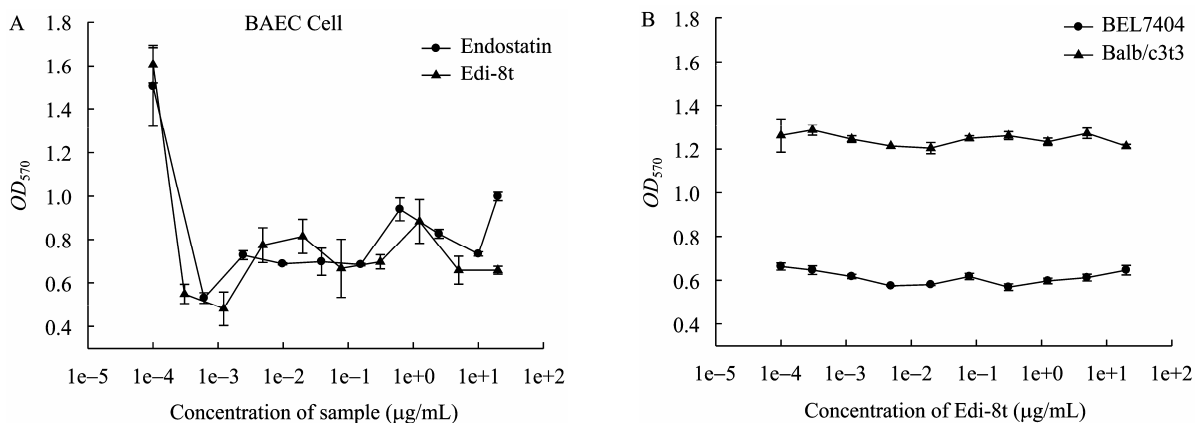 A
BAEC Cell
Endostatin
Edi-8t
1.8
1.6
1.4
1.2
1.0
0.8
0.6
0.4
OD570
1e−5 1e−4 1e−3 1e−2 1e−1 1e+0 1e+1 1e+2
Concentration of sample (μg/mL)
B
BEL7404
Balb/c3t3
1.8
1.6
1.4
1.2
1.0
0.8
0.6
0.4
OD570
1e−5 1e−4 1e−3 1e−2 1e−1 1e+0 1e+1 1e+2
Concentration of Edi-8t (μg/mL)